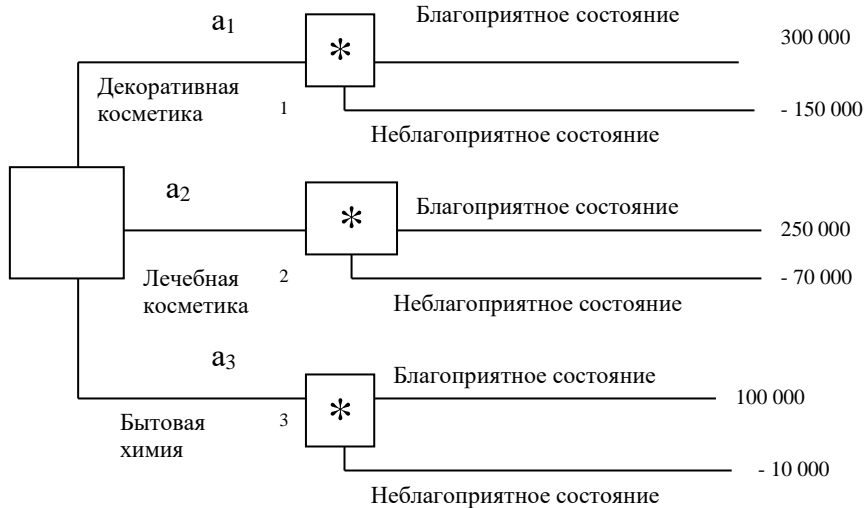 a1
*
Благоприятное состояние
300 000
Декоративная
косметика
1
- 150 000
Неблагоприятное состояние
a2
*
Благоприятное состояние
250 000
Лечебная
косметика
2
- 70 000
Неблагоприятное состояние
a3
*
Благоприятное состояние
100 000
Бытовая
химия
3
- 10 000
Неблагоприятное состояние